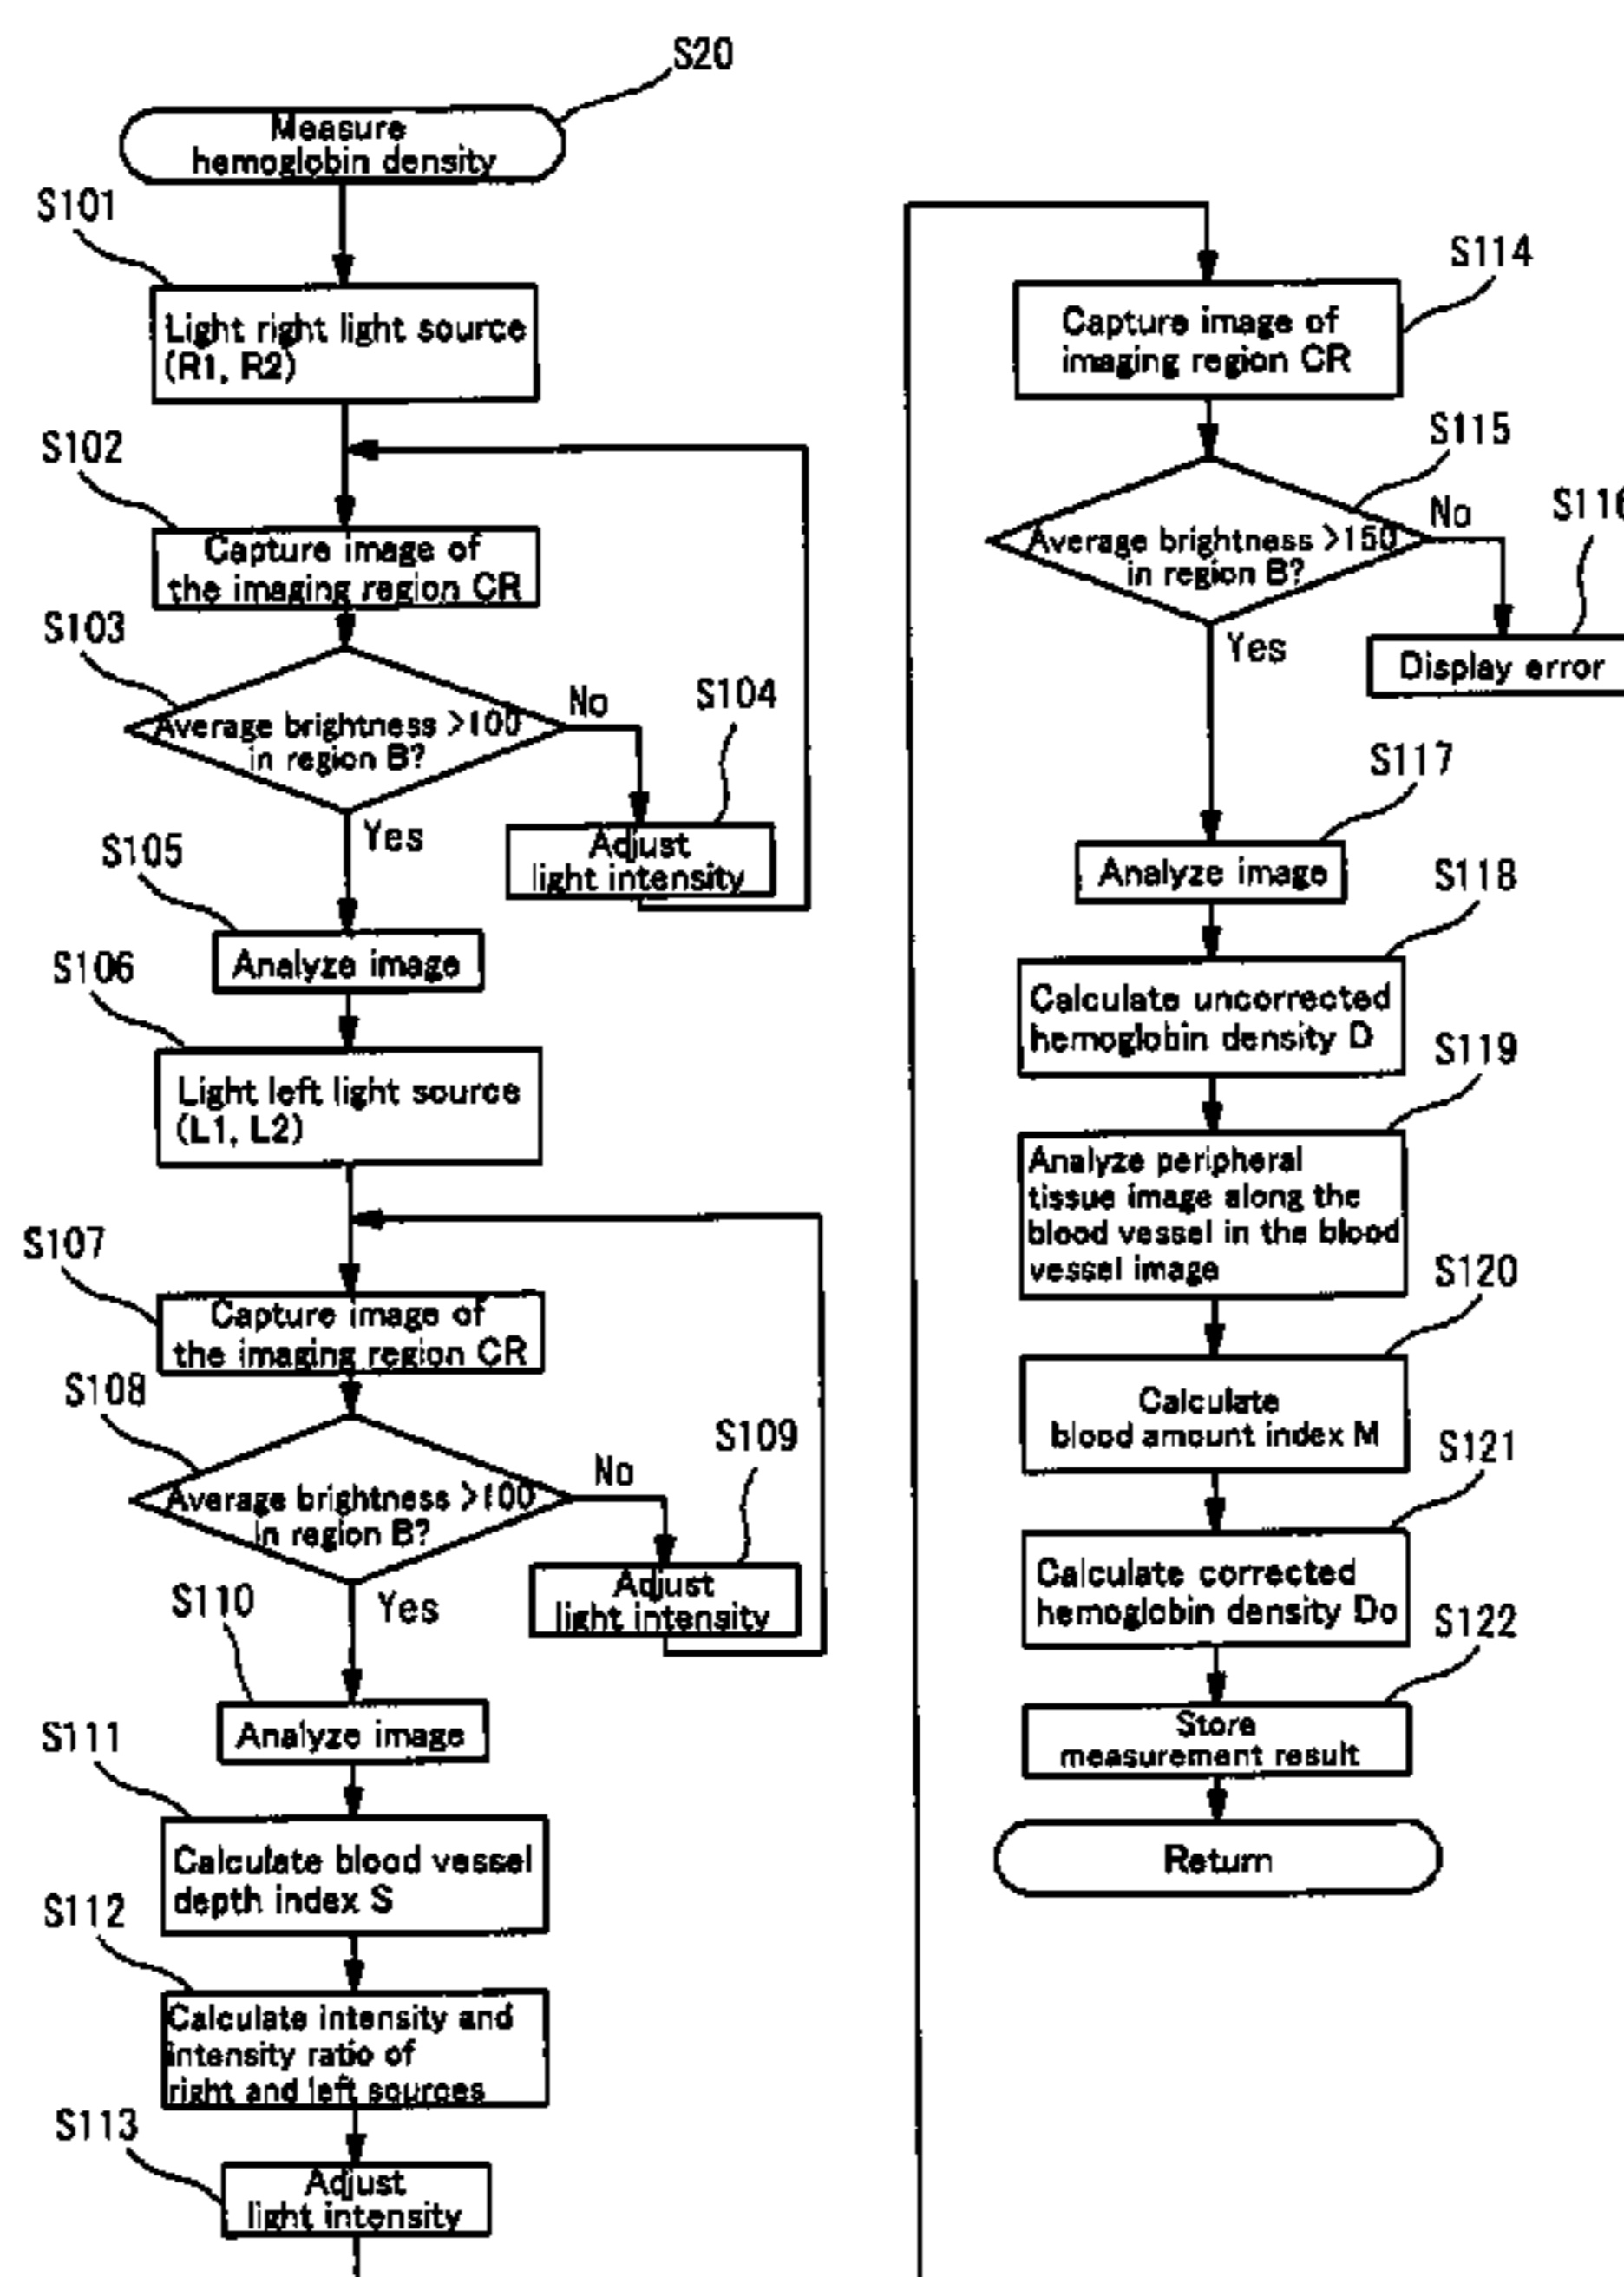 S20
Measure
hemoglobin density
S101
Light right light source
(R1, R2)
S102
Capture image of
the imaging region CR
S103
Average brightness >100
in region B?
No
Yes
S104
Adjust
light intensity
S105
Analyze image
S106
Light left light source
(L1, L2)
S107
Capture image of
the imaging region CR
S108
Average brightness >100
in region B?
No
Yes
S109
Adjust
light intensity
S110
Analyze image
S111
Calculate blood vessel
depth index S
S112
Calculate intensity and
intensity ratio of
right and left sources
S113
Adjust
light intensity
S114
Capture image of
imaging region CR
S115
Average brightness >150
in region B?
No
Yes
S116
Display error
S117
Analyze image
S118
Calculate uncorrected
hemoglobin density D
S119
Analyze peripheral
tissue image along the
blood vessel in the blood
vessel image
S120
Calculate
blood amount index M
S121
Calculate corrected
hemoglobin density Do
S122
Store
measurement result
Return